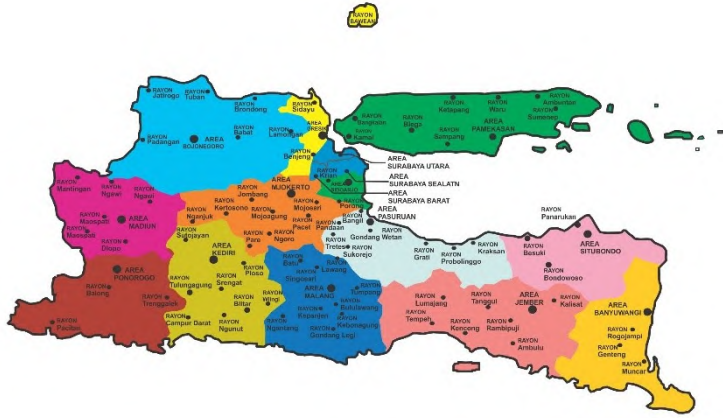 RAYON
BAWEAN
RAYON
Jatirogo
RAYON
Tuban
RAYON
Brondong
RAYON
Sidayu
RAYON
Padangan
AREA
BOJONEGORO
RAYON
Babat
RAYON
Lamongan
AREA
GRESIK
RAYON
Benjeng
RAYON
Bangkalan
RAYON
Kamal
RAYON
Blega
RAYON
Ketapang
RAYON
Waru
RAYON
Ambunten
RAYON
Sumenep
RAYON
Sampang
AREA
PAMEKASAN
AREA
SURABAYA UTARA
AREA
SURABAYA SEALATN
AREA
SURABAYA BARAT
RAYON
Krian
AREA
SIDOARJO
RAYON
Porong
RAYON
Mantingan
RAYON
Ngawi
RAYON
Maospati
RAYON
Magetan
AREA
MADIUN
RAYON
Dolopo
RAYON
Nganjuk
RAYON
Kertosono
RAYON
Jombang
RAYON
Mojoagung
AREA
MJOKERTO
RAYON
Mojosari
RAYON
Pacet
RAYON
Ngoro
RAYON
Pare
RAYON
Pandaan
RAYON
Bangil
AREA
PASURUAN
RAYON
Gondang Wetan
RAYON
Tretes
RAYON
Sukorejo
RAYON
Grati
RAYON
Probolinggo
RAYON
Kraksan
RAYON
Panarukan
RAYON
Besuki
AREA
SITUBONDO
RAYON
Bondowoso
AREA
PONOROGO
RAYON
Balong
RAYON
Trenggalek
RAYON
Pacitan
RAYON
Sutojayan
AREA
KEDIRI
RAYON
Ploso
RAYON
Tulungagung
RAYON
Srengat
RAYON
Wlingi
RAYON
Blitar
RAYON
Campur Darat
RAYON
Ngunut
RAYON
Batu
RAYON
Singosari
RAYON
Lawang
AREA
MALANG
RAYON
Tumpang
RAYON
Bululawang
RAYON
Kepanjen
RAYON
Kebonagung
RAYON
Ngantang
RAYON
Gondang Legi
RAYON
Lumajang
RAYON
Tanggul
AREA
JEMBER
RAYON
Kalisat
RAYON
Tempeh
RAYON
Kencong
RAYON
Rambipuji
RAYON
Ambulu
AREA
BANYUWANGI
RAYON
Rogojampi
RAYON
Genteng
RAYON
Muncar